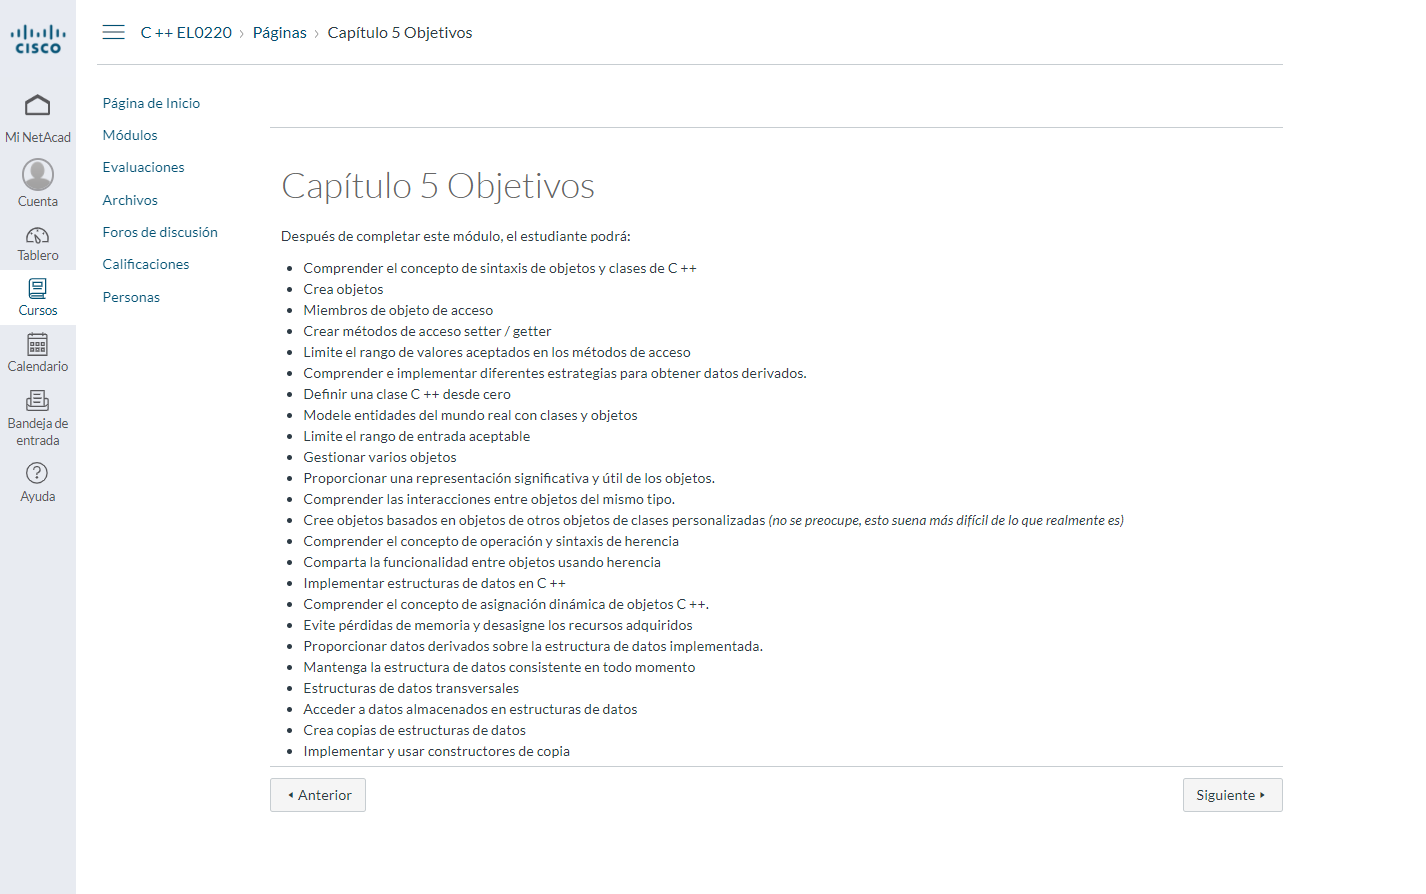 CISCO
C ++ EL0220 › Páginas › Capítulo 5 Objetivos
Mi NetAcad
Cuenta
Tablero
Cursos
Calendario
Bandeja de
entrada
Ayuda
Página de Inicio
Módulos
Evaluaciones
Archivos
Foros de discusión
Calificaciones
Personas
Capítulo 5 Objetivos
Después de completar este módulo, el estudiante podrá:
• Comprender el concepto de sintaxis de objetos y clases de C ++
• Crea objetos
• Miembros de objeto de acceso
• Crear métodos de acceso setter / getter
• Limite el rango de valores aceptados en los métodos de acceso
• Comprender e implementar diferentes estrategias para obtener datos derivados.
• Definir una clase C ++ desde cero
• Modele entidades del mundo real con clases y objetos
• Limite el rango de entrada aceptable
• Gestionar varios objetos
• Proporcionar una representación significativa y útil de los objetos.
• Comprender las interacciones entre objetos del mismo tipo.
• Cree objetos basados en objetos de otros objetos de clases personalizadas (no se preocupe, esto suena más difícil de lo que realmente es)
• Comprender el concepto de operación y sintaxis de herencia
• Comparta la funcionalidad entre objetos usando herencia
• Implementar estructuras de datos en C ++
• Comprender el concepto de asignación dinámica de objetos C ++.
• Evite pérdidas de memoria y desasigne los recursos adquiridos
• Proporcionar datos derivados sobre la estructura de datos implementada.
• Mantenga la estructura de datos consistente en todo momento
• Estructuras de datos transversales
• Acceder a datos almacenados en estructuras de datos
• Crea copias de estructuras de datos
• Implementar y usar constructores de copia
◂ Anterior
Siguiente ▸